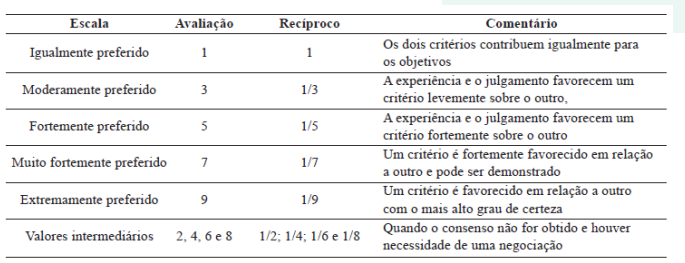 Escala Avaliação Recíproco Comentário
Igualmente preferido 1 1 Os dois critérios contribuem igualmente para
os objetivos
Moderamente preferido 3 1/3 A experiência e o julgamento favorecem um
critério levemente sobre o outro,
Fortemente preferido 5 1/5 A experiência e o julgamento favorecem um
critério fortemente sobre o outro
Muito fortemente preferido 7 1/7 Um critério é fortemente favorecido em relação
a outro e pode ser demonstrado
Extremamente preferido 9 1/9 Um critério é favorecido em relação a outro
com o mais alto grau de certeza
Valores intermediários 2, 4, 6 e 8 1/2; 1/4; 1/6 e 1/8 Quando o consenso não for obtido e houver
necessidade de uma negociação